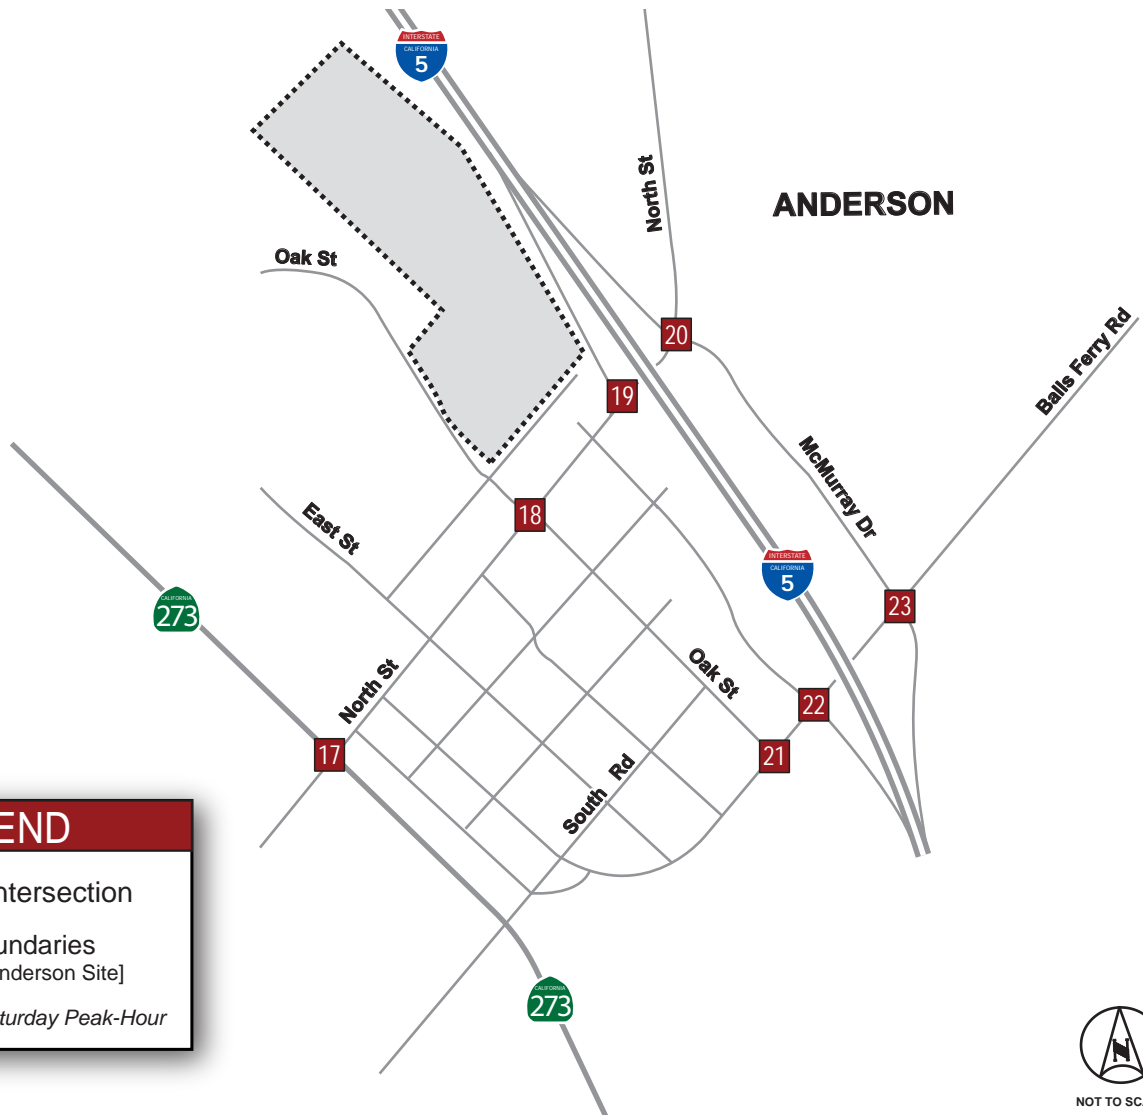 INTERSTATE
CALIFORNIA
5
North St
ANDERSON
Oak St
20
Balls Ferry Rd
19
McMurray Dr
East St
18
INTERSTATE
CALIFORNIA
5
CALIFORNIA
273
23
North St
Oak St
22
17
21
South Rd
END
ntersection
undaries
nderson Site]
turday Peak-Hour
CALIFORNIA
273
N
NOT TO SC